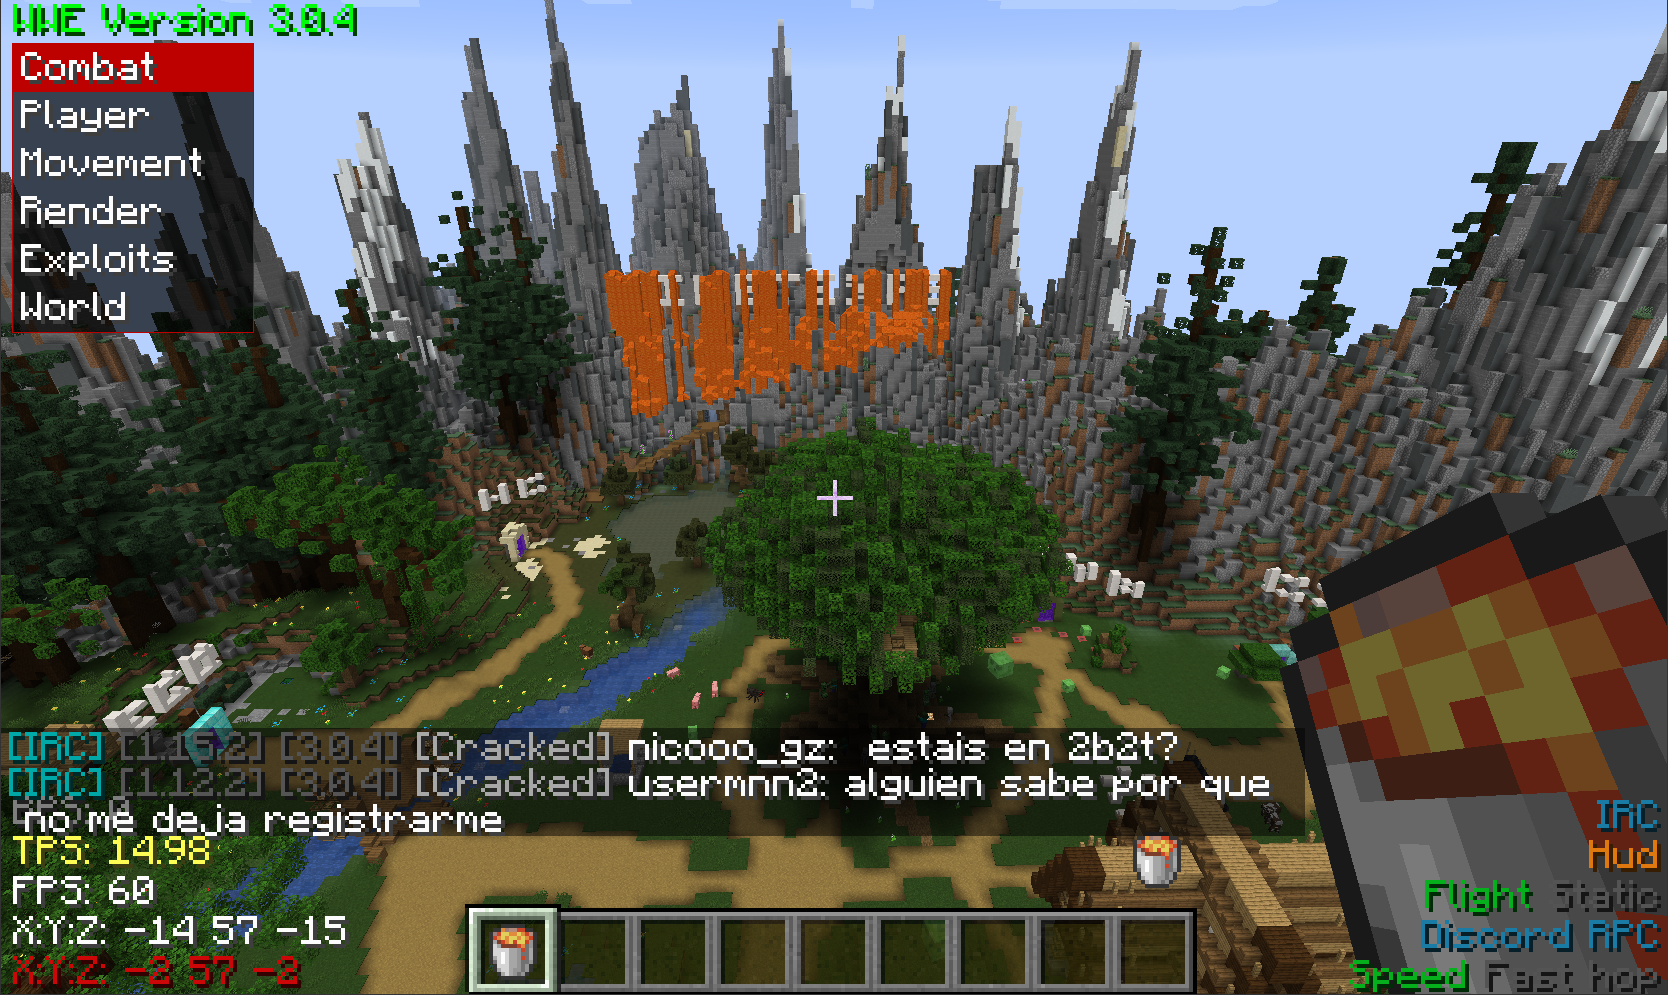 WWE Version 3.0.4
Combat
Player
Movement
Render
Exploits
World
[IRC] [1.15.2] [3.0.4] [Cracked] nicooo_gz: estais en 2b2t?
[IRC] [1.12.2] [3.0.4] [Cracked] usermnn2: alguien sabe por que
no me deja registrarme
TPS: 14.98
FPS: 60
X:Y:Z: -14 57 -15
X:Y:Z: -2 57 -2
IRC
Hud
Flight Static
Discord RPC
Speed Fast hop